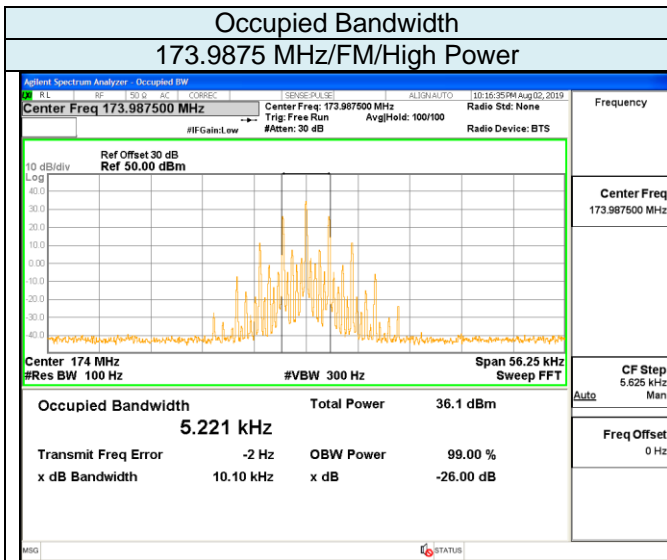 Occupied Bandwidth
173.9875 MHz/FM/High Power
Agilent Spectrum Analyzer - Occupied BW
RL RF 50 Ω AC CORREC SENSE:PULSE ALIGN AUTO 10:16:35 PM Aug 02, 2019
Center Freq 173.987500 MHz Center Freq: 173.987500 MHz Radio Std: None Frequency
Trig: Free Run Avg|Hold: 100/100
#IFGain:Low #Atten: 30 dB Radio Device: BTS
Ref Offset 30 dB
10 dB/div Ref 50.00 dBm
Log
40.0
30.0
20.0
10.0
0.00
-10.0
-20.0
-30.0
-40.0
Center Freq
173.987500 MHz
Center 174 MHz Span 56.25 kHz
#Res BW 100 Hz #VBW 300 Hz Sweep FFT
CF Step
5.625 kHz
Auto Man
Occupied Bandwidth Total Power 36.1 dBm
5.221 kHz
Transmit Freq Error -2 Hz OBW Power 99.00 %
x dB Bandwidth 10.10 kHz x dB -26.00 dB
Freq Offset
0 Hz
MSG STATUS